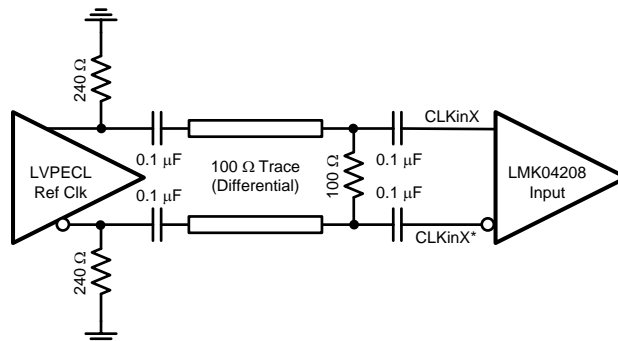 240 Ω
0.1 μF
0.1 μF
CLKinX
LVPECL
Ref Clk
100 Ω Trace
(Differential)
100 Ω
LMK04208
Input
0.1 μF
0.1 μF
CLKinX*
240 Ω